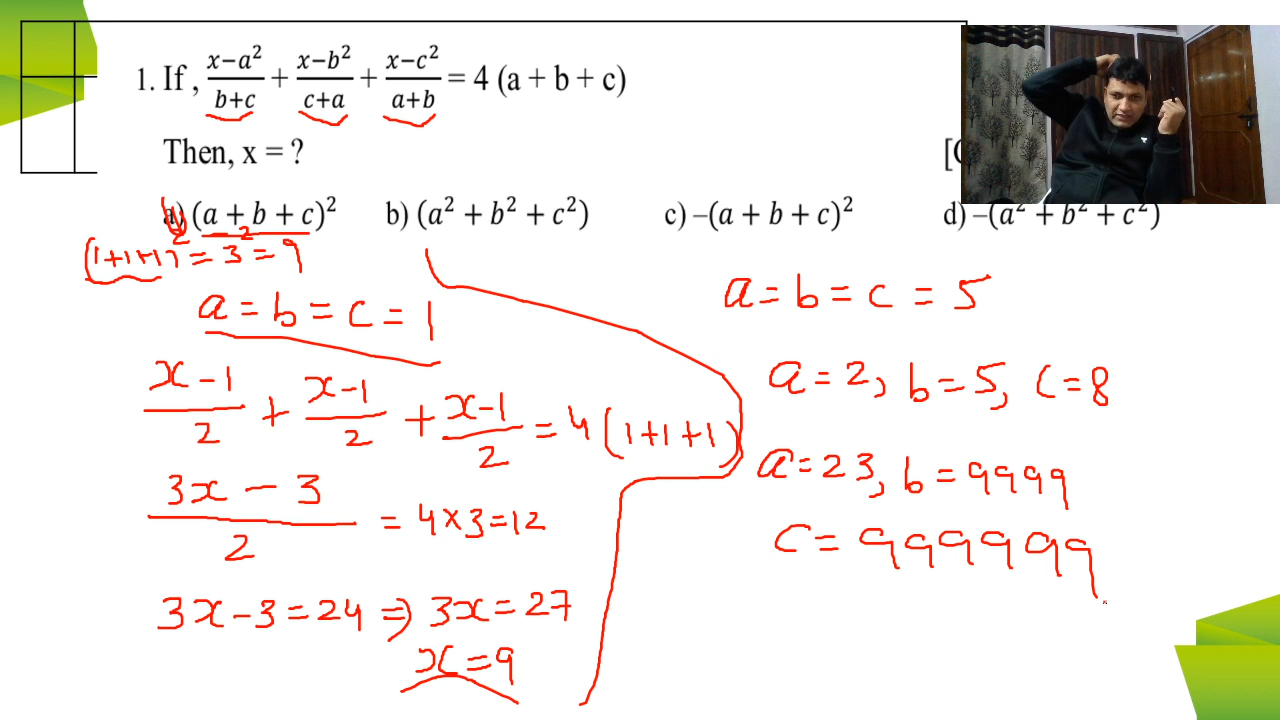 1. If , (x−a²)/(b+c) + (x−b²)/(c+a) + (x−c²)/(a+b) = 4 (a + b + c)
Then, x = ?
a) (a + b + c)² b) (a² + b² + c²) c) –(a + b + c)² d) –(a² + b² + c²)
(1+1+1)² = 3² = 9
a = b = c = 1
(x−1)/2 + (x−1)/2 + (x−1)/2 = 4(1+1+1)
(3x − 3)/2 = 4×3=12
3x−3=24 ⇒ 3x=27
x=9
a = b = c = 5
a=2, b=5, c=8
a=23, b=9999
c= 999999